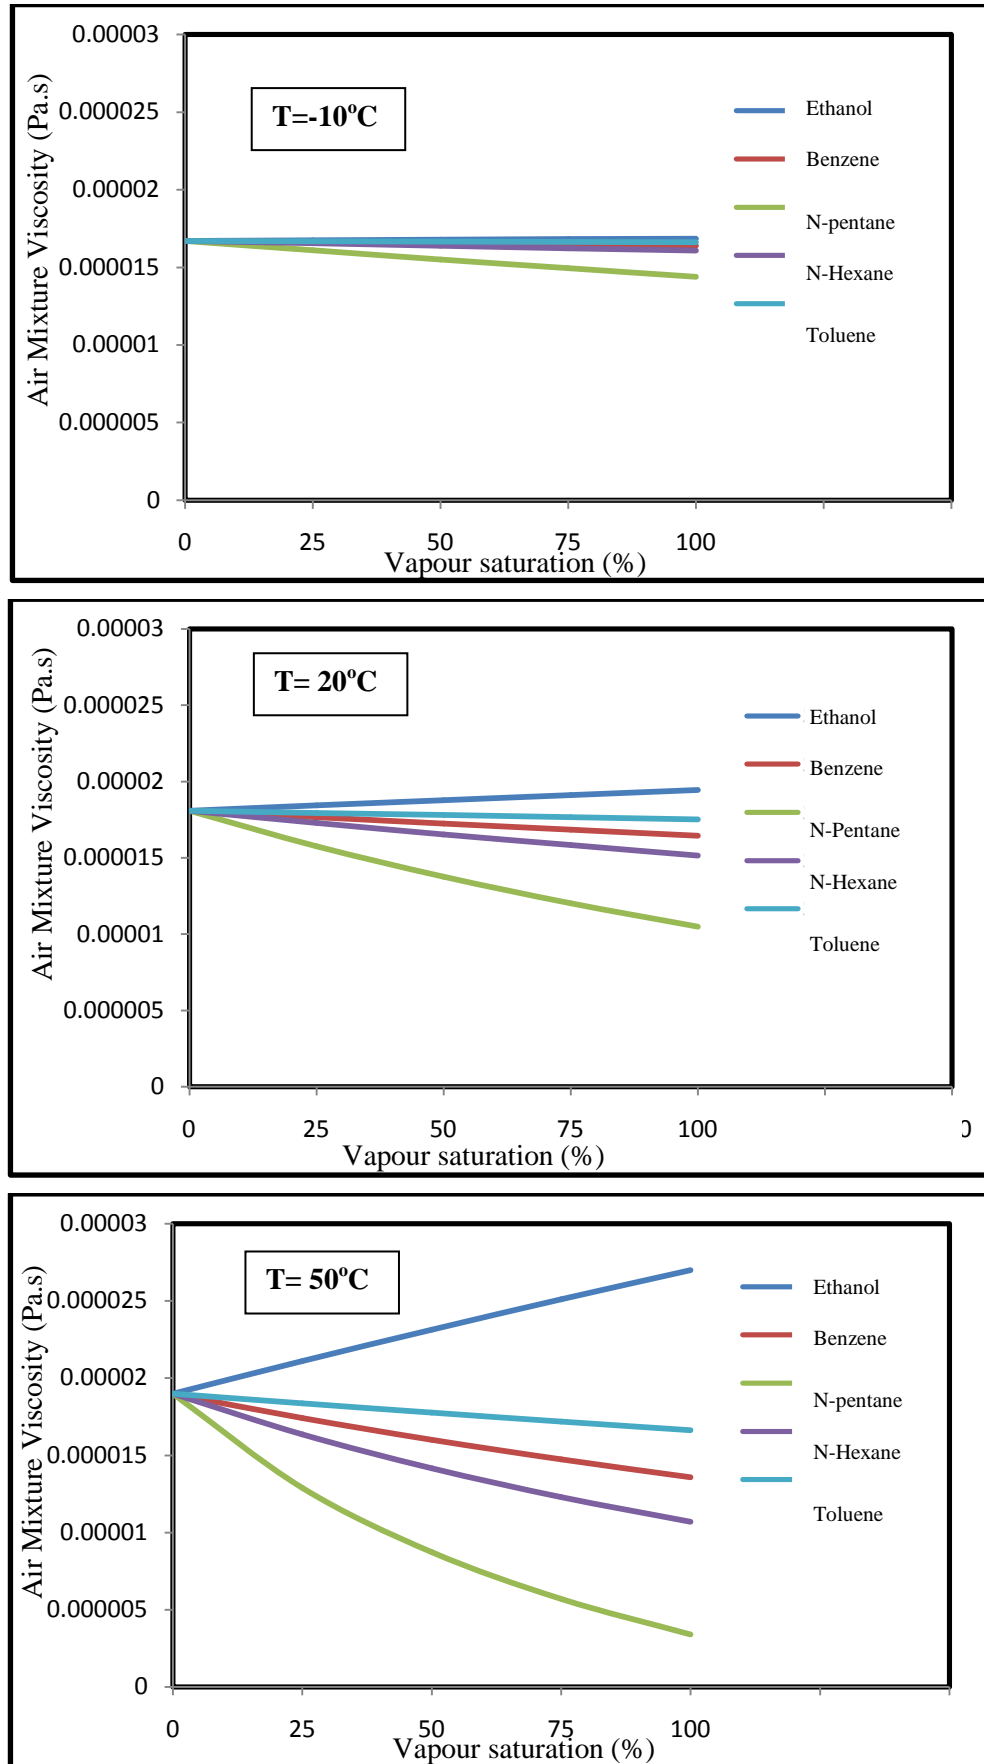 0.00003
0.000025
0.00002
0.000015
0.00001
0.000005
0
Air Mixture Viscosity (Pa.s)
T=-10°C
Ethanol
Benzene
N-pentane
N-Hexane
Toluene
0 25 50 75 100
Vapour saturation (%)
0.00003
0.000025
0.00002
0.000015
0.00001
0.000005
0
Air Mixture Viscosity (Pa.s)
T= 20°C
Ethanol
Benzene
N-Pentane
N-Hexane
Toluene
0 25 50 75 100 0
Vapour saturation (%)
0.00003
0.000025
0.00002
0.000015
0.00001
0.000005
0
Air Mixture Viscosity (Pa.s)
T= 50°C
Ethanol
Benzene
N-pentane
N-Hexane
Toluene
0 25 50 75 100
Vapour saturation (%)